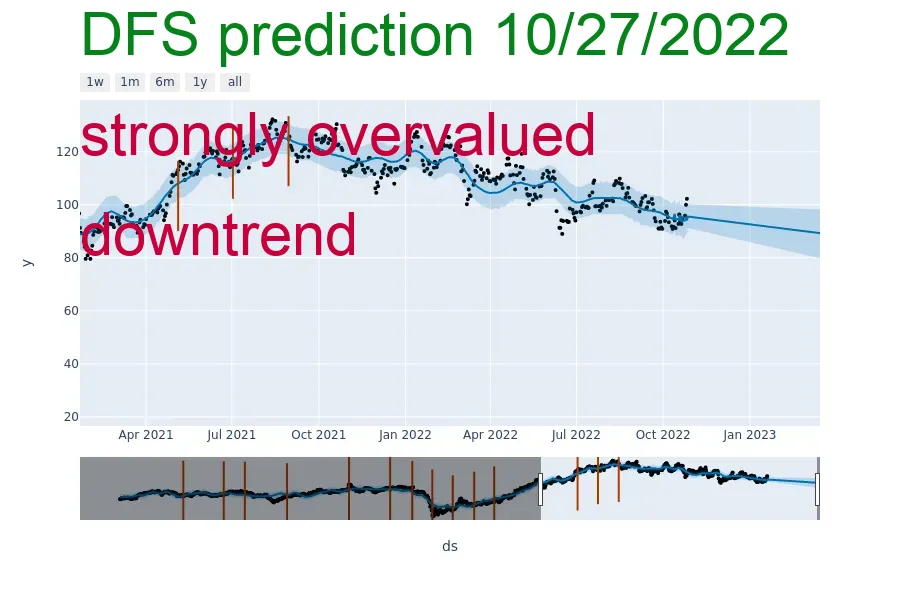 DFS prediction 10/27/2022
1w 1m 6m 1y all
strongly overvalued
120
100
downtrend
80
y
60
40
20
Apr 2021 Jul 2021 Oct 2021 Jan 2022 Apr 2022 Jul 2022 Oct 2022 Jan 2023
ds